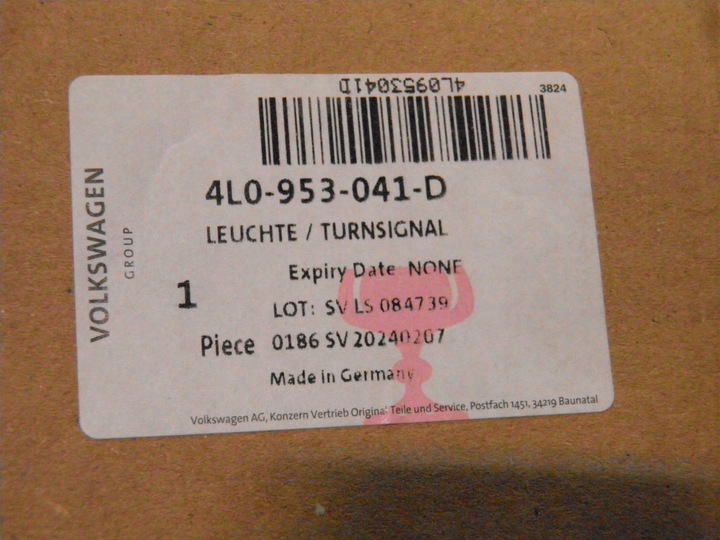 4L0953041D
3824
VOLKSWAGEN
GROUP
4L0-953-041-D
LEUCHTE / TURNSIGNAL
Expiry Date NONE
1
LOT: SV LS 084739
Piece 0186 SV 20240207
Made in Germany
Volkswagen AG, Konzern Vertrieb Original Teile und Service, Postfach 1451, 34219 Baunatal